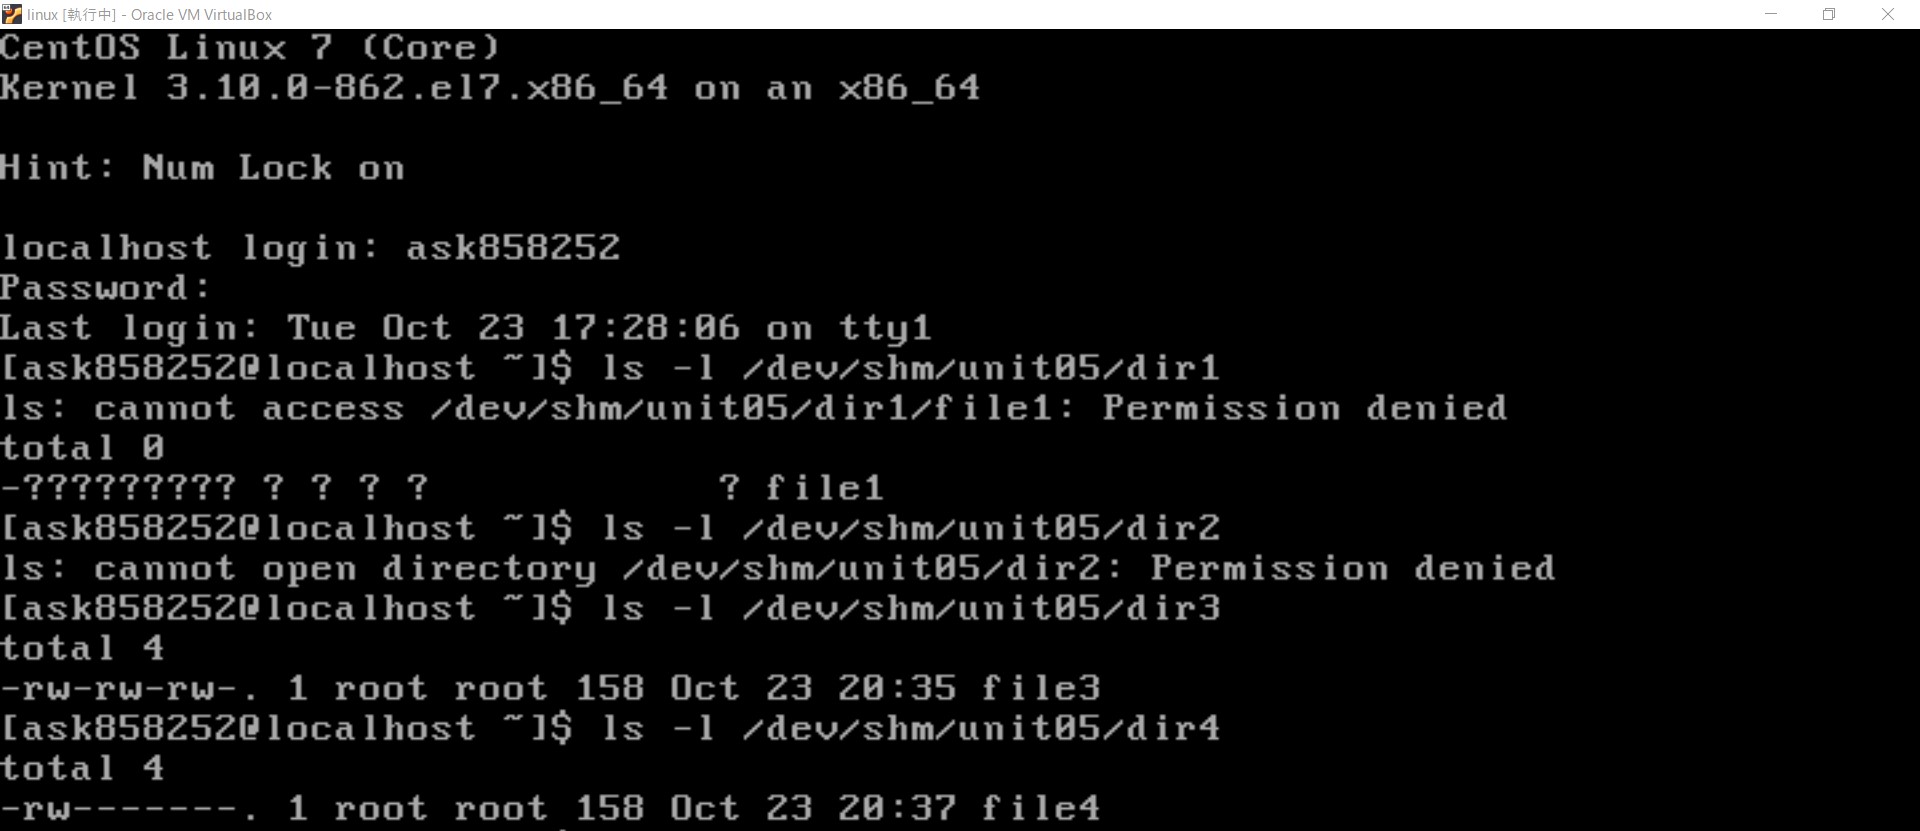 linux [執行中] - Oracle VM VirtualBox
CentOS Linux 7 (Core)
Kernel 3.10.0-862.el7.x86_64 on an x86_64
Hint: Num Lock on
localhost login: ask858252
Password:
Last login: Tue Oct 23 17:28:06 on tty1
[ask858252@localhost ~]$ ls -l /dev/shm/unit05/dir1
ls: cannot access /dev/shm/unit05/dir1/file1: Permission denied
total 0
-????????? ? ? ? ?            ? file1
[ask858252@localhost ~]$ ls -l /dev/shm/unit05/dir2
ls: cannot open directory /dev/shm/unit05/dir2: Permission denied
[ask858252@localhost ~]$ ls -l /dev/shm/unit05/dir3
total 4
-rw-rw-rw-. 1 root root 158 Oct 23 20:35 file3
[ask858252@localhost ~]$ ls -l /dev/shm/unit05/dir4
total 4
-rw-------. 1 root root 158 Oct 23 20:37 file4